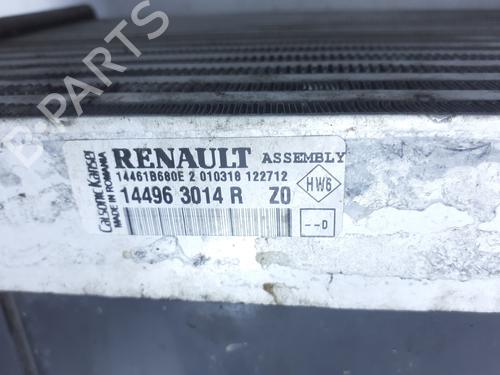 B-PARTS
Calsonic Kansei
MADE IN ROMANIA
RENAULT ASSEMBLY
14461B680E 2 010318 122712
14496 3014 R Z0
HW6
--D